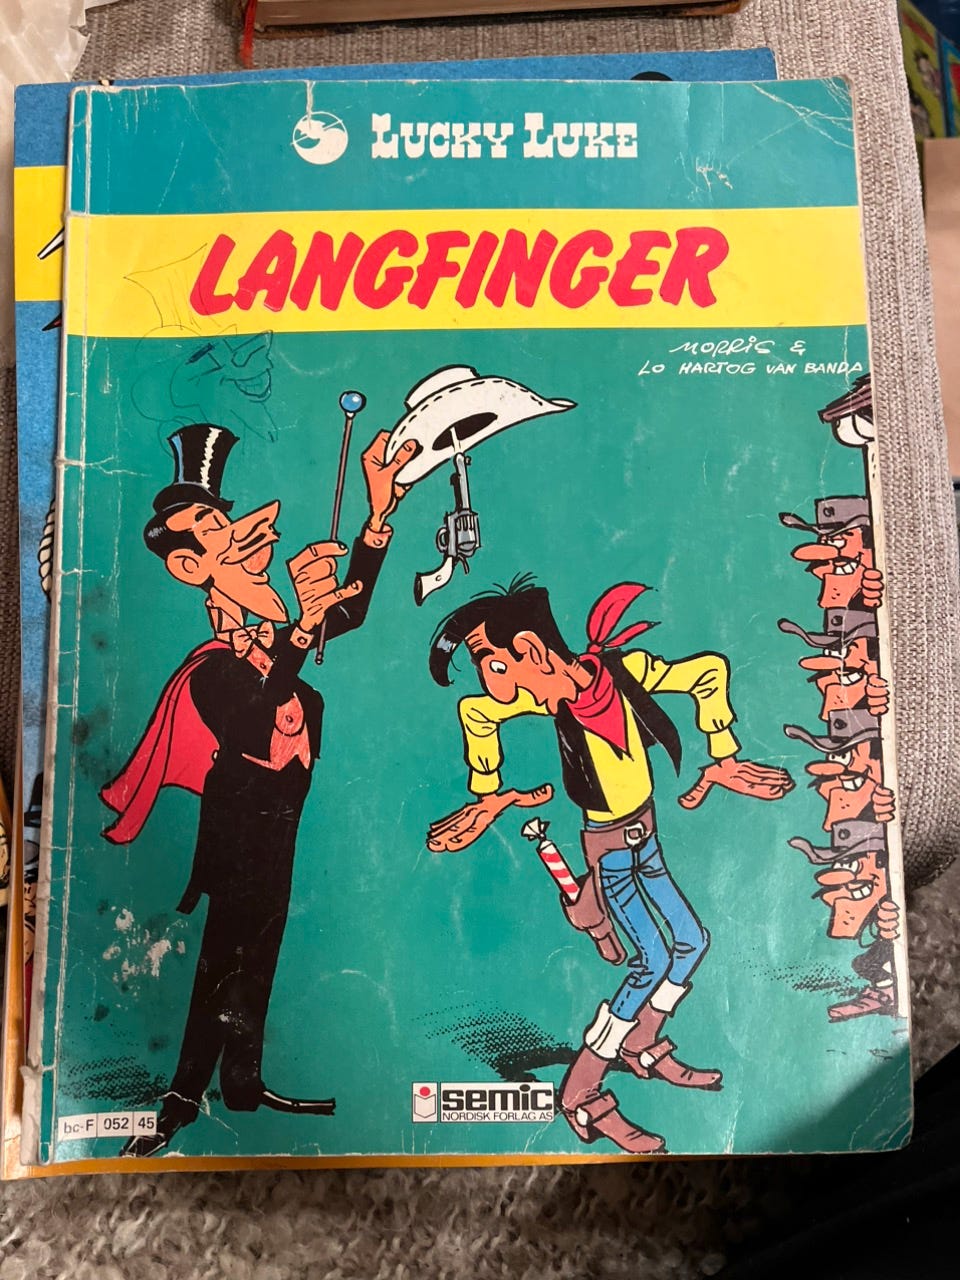 LUCKY LUKE
LANGFINGER
MORRIS &
LO HARTOG VAN BANDA
semic
NORDISK FORLAG AS
bc-F 052 45